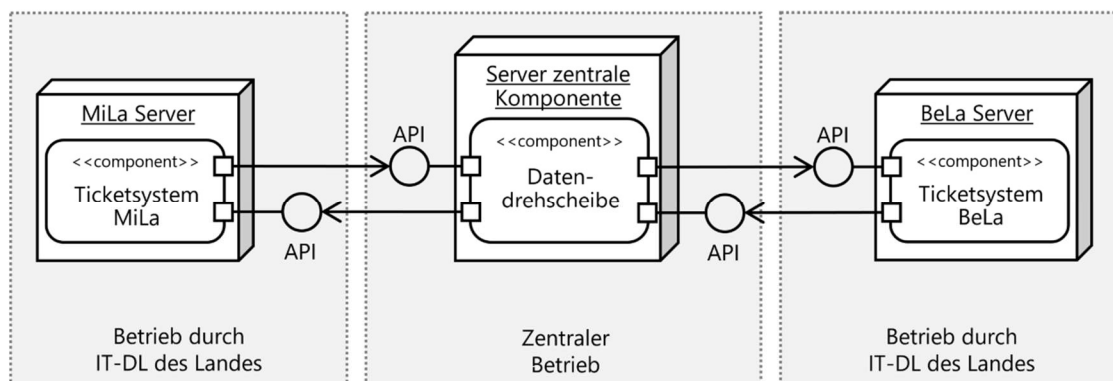 MiLa Server
<<component>>
Ticketsystem
MiLa
API
API
Server zentrale
Komponente
<<component>>
Daten-
drehscheibe
API
API
BeLa Server
<<component>>
Ticketsystem
BeLa
Betrieb durch
IT-DL des Landes
Zentraler
Betrieb
Betrieb durch
IT-DL des Landes